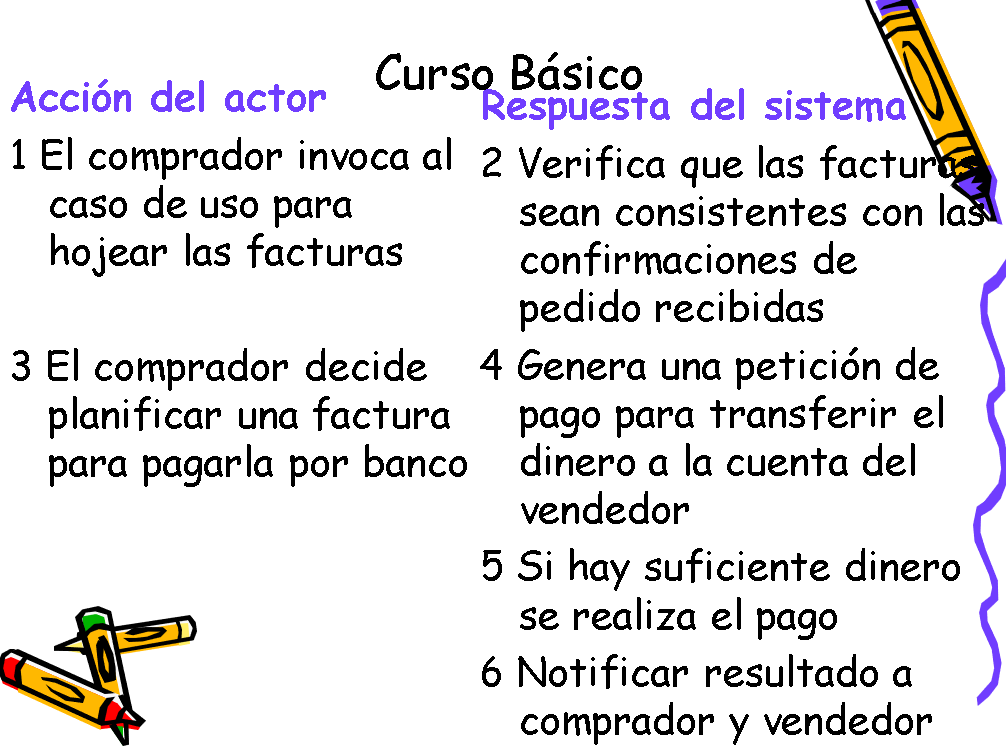 Curso Básico
Acción del actor
1 El comprador invoca al
caso de uso para
hojear las facturas
3 El comprador decide
planificar una factura
para pagarla por banco
Respuesta del sistema
2 Verifica que las facturas
sean consistentes con las
confirmaciones de
pedido recibidas
4 Genera una petición de
pago para transferir el
dinero a la cuenta del
vendedor
5 Si hay suficiente dinero
se realiza el pago
6 Notificar resultado a
comprador y vendedor